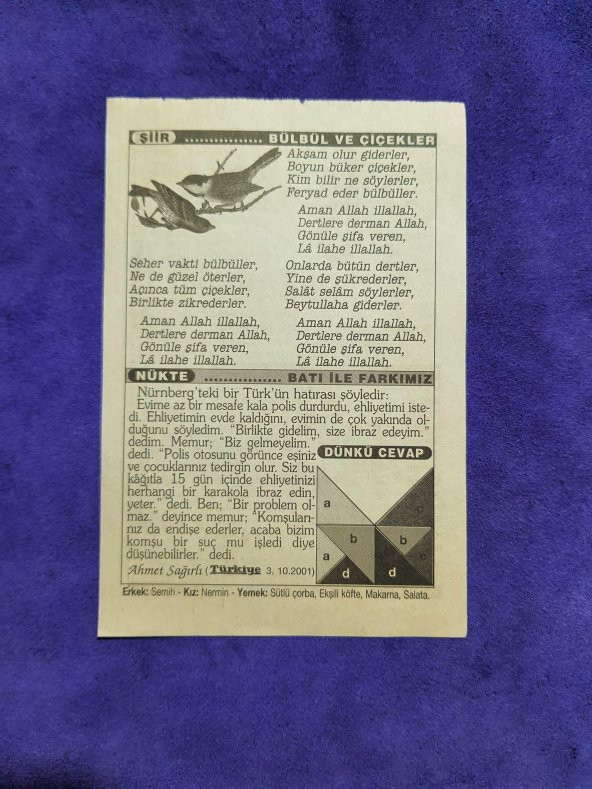 ŞİİR ................ BÜLBÜL VE ÇİÇEKLER
Seher vakti bülbüller,
Ne de güzel öterler,
Açınca tüm çiçekler,
Birlikte zikrederler.
Aman Allah illallah,
Dertlere derman Allah,
Gönüle şifa veren,
Lâ ilahe illallah.
Akşam olur giderler,
Boyun büker çiçekler,
Kim bilir ne söylerler,
Feryad eder bülbüller.
Aman Allah illallah,
Dertlere derman Allah,
Gönüle şifa veren,
Lâ ilahe illallah.
Onlarda bütün dertler,
Yine de şükrederler,
Salât selâm söylerler,
Beytullaha giderler.
Aman Allah illallah,
Dertlere derman Allah,
Gönüle şifa veren,
Lâ ilahe illallah.
NÜKTE ................ BATI İLE FARKIMIZ
Nürnberg'teki bir Türk'ün hatırası şöyledir:
Evime az bir mesafe kala polis durdurdu, ehliyetimi iste-
di. Ehliyetimin evde kaldığını, evimin de çok yakında ol-
duğunu söyledim. “Birlikte gidelim, size ibraz edeyim.”
dedim. Memur; “Biz gelmeyelim.”
dedi. “Polis otosunu görünce eşiniz
ve çocuklarınız tedirgin olur. Siz bu
kâğıtla 15 gün içinde ehliyetinizi
herhangi bir karakola ibraz edin,
yeter.” dedi. Ben; “Bir problem ol-
maz.” deyince memur; “Komşuları-
nız da endişe ederler, acaba bizim
komşu bir suç mu işledi diye
düşünebilirler.” dedi.
Ahmet Sağırlı (Türkiye 3.10.2001)
DÜNKÜ CEVAP
a
c
b
b
a
e
d
d
Erkek: Semih - Kız: Nermin - Yemek: Sütlü çorba, Ekşili köfte, Makarna, Salata.